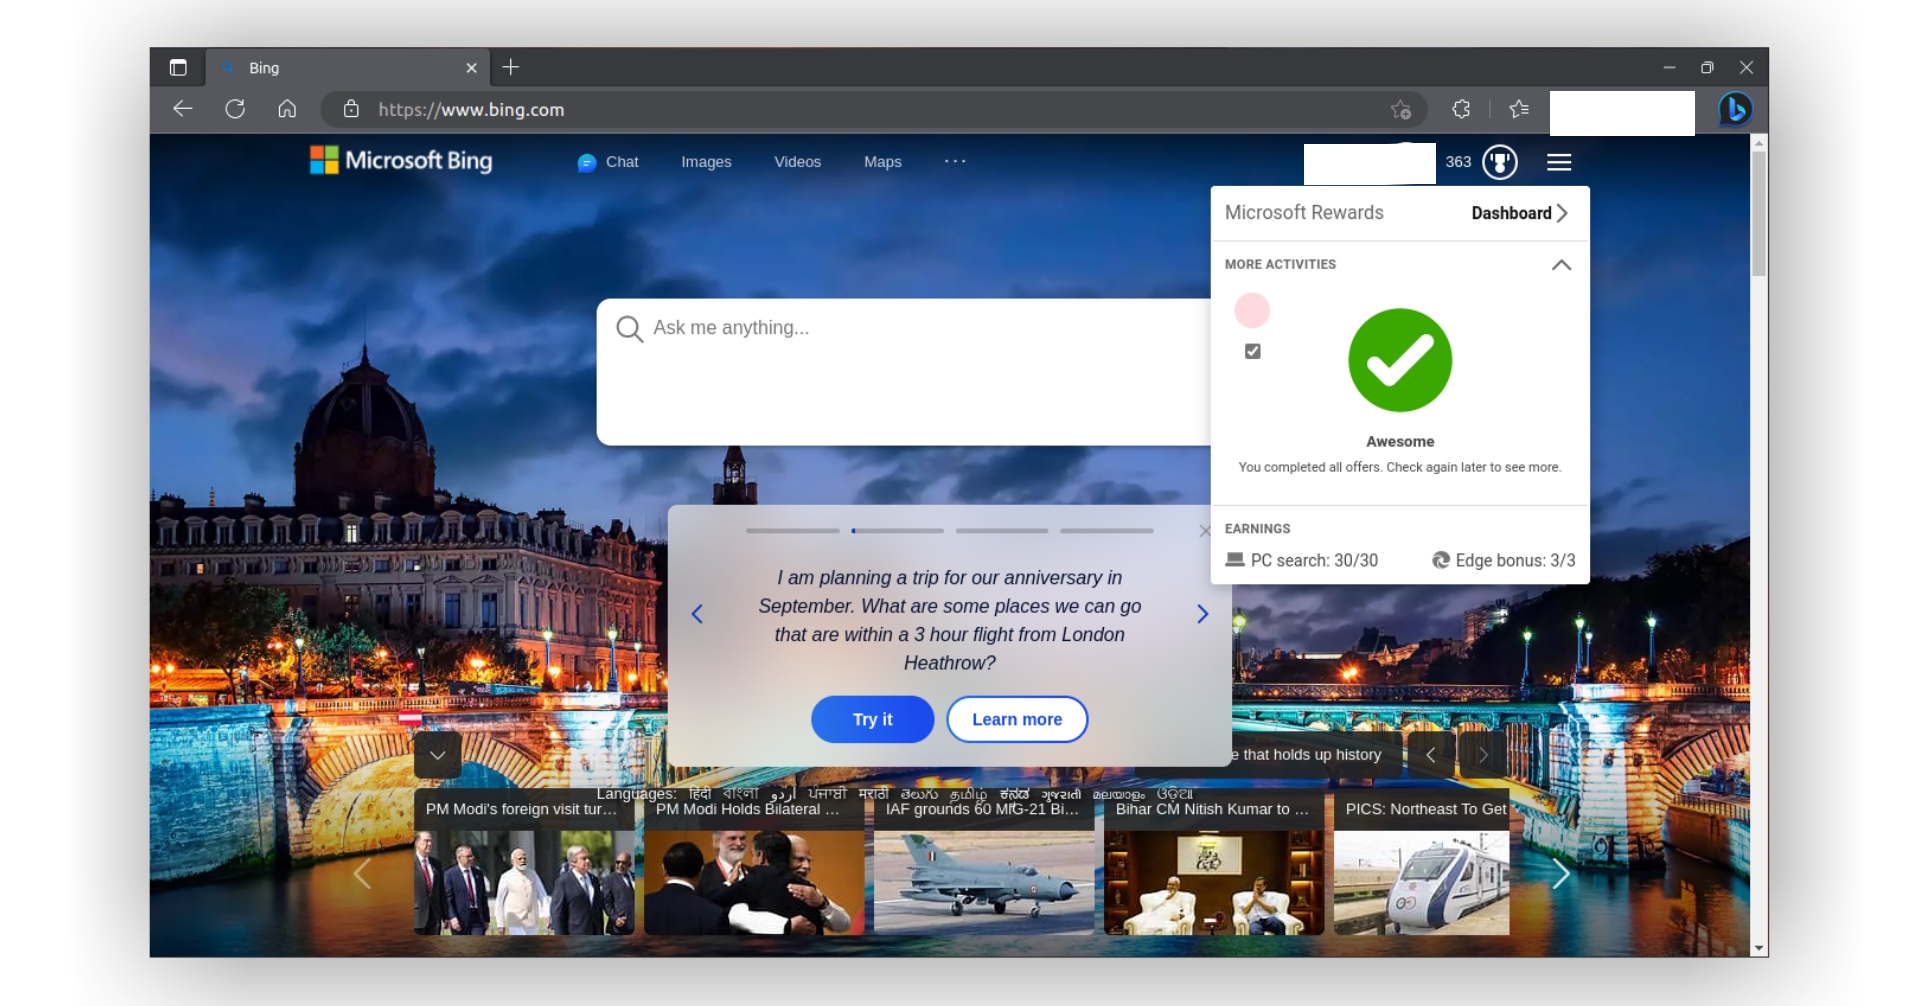 Bing
https://www.bing.com
Microsoft Bing
Chat
Images
Videos
Maps
363
Microsoft Rewards
Dashboard
MORE ACTIVITIES
Ask me anything...
Awesome
You completed all offers. Check again later to see more.
EARNINGS
PC search: 30/30
Edge bonus: 3/3
I am planning a trip for our anniversary in
September. What are some places we can go
that are within a 3 hour flight from London
Heathrow?
Try it
Learn more
e that holds up history
Languages: हिंदी বাংলা اُردو ਪੰਜਾਬੀ मराठी తెలుగు தமிழ் ಕನ್ನಡ ગુજરાતી മലയാളം ଓଡ଼ିଆ
PM Modi's foreign visit tur...
PM Modi Holds Bilateral ...
IAF grounds 60 MiG-21 Bi...
Bihar CM Nitish Kumar to ...
PICS: Northeast To Get